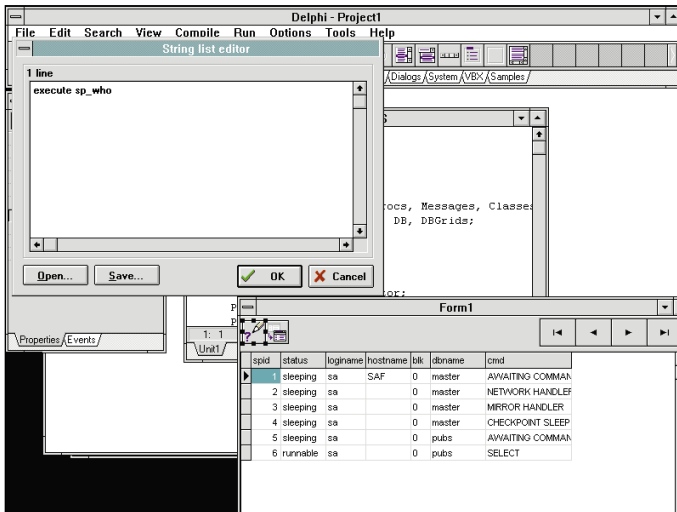 Delphi - Project1
File Edit Search View Compile Run Options Tools Help
String list editor
1 line
execute sp_who
Dialogs System VBX Samples
ocs, Messages, Classes
DB, DBGrids;
Open... Save... OK Cancel
or;
Properties Events
1: 1
Unit1
Form1
spid status loginame hostname blk dbname cmd
1 sleeping sa SAF 0 master AWAITING COMMAN
2 sleeping sa 0 master NETWORK HANDLER
3 sleeping sa 0 master MIRROR HANDLER
4 sleeping sa 0 master CHECKPOINT SLEEP
5 sleeping sa 0 pubs AWAITING COMMAN
6 runnable sa 0 pubs SELECT